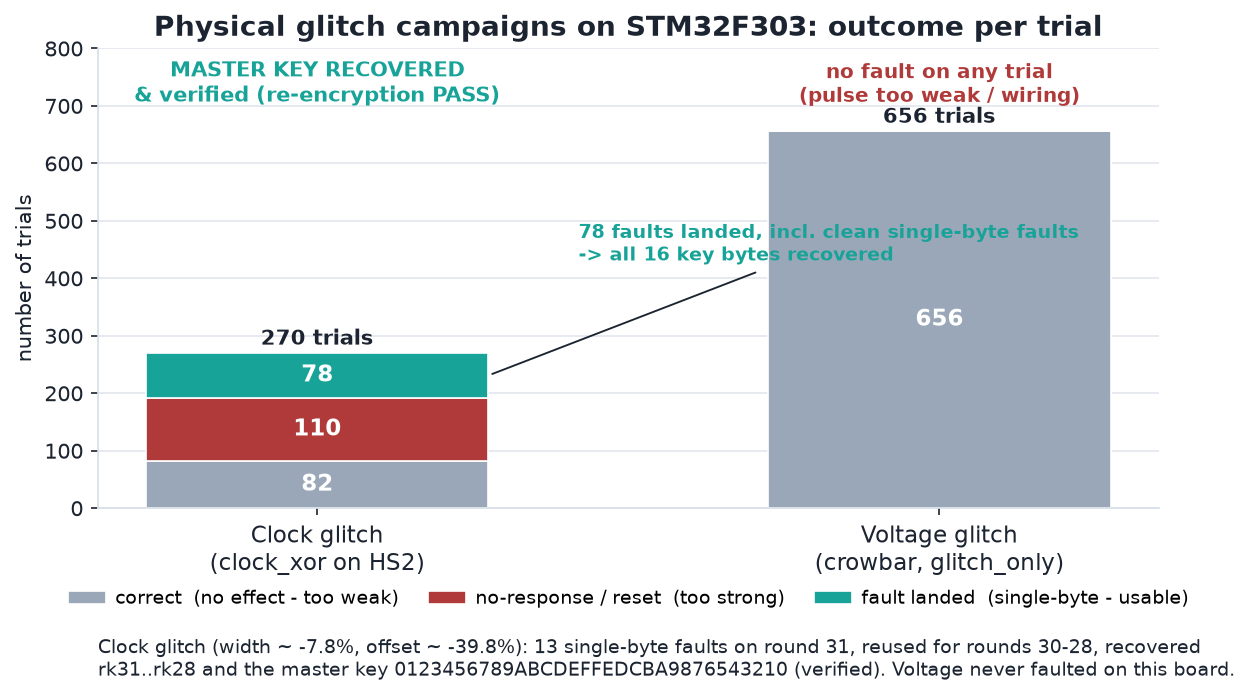 Physical glitch campaigns on STM32F303: outcome per trial
800
700
600
500
400
300
200
100
0
number of trials
MASTER KEY RECOVERED
& verified (re-encryption PASS)
no fault on any trial
(pulse too weak / wiring)
656 trials
78 faults landed, incl. clean single-byte faults
-> all 16 key bytes recovered
656
270 trials
78
110
82
Clock glitch
(clock_xor on HS2)
Voltage glitch
(crowbar, glitch_only)
correct (no effect - too weak)
no-response / reset (too strong)
fault landed (single-byte - usable)
Clock glitch (width ~ -7.8%, offset ~ -39.8%): 13 single-byte faults on round 31, reused for rounds 30-28, recovered
rk31..rk28 and the master key 0123456789ABCDEFFEDCBA9876543210 (verified). Voltage never faulted on this board.